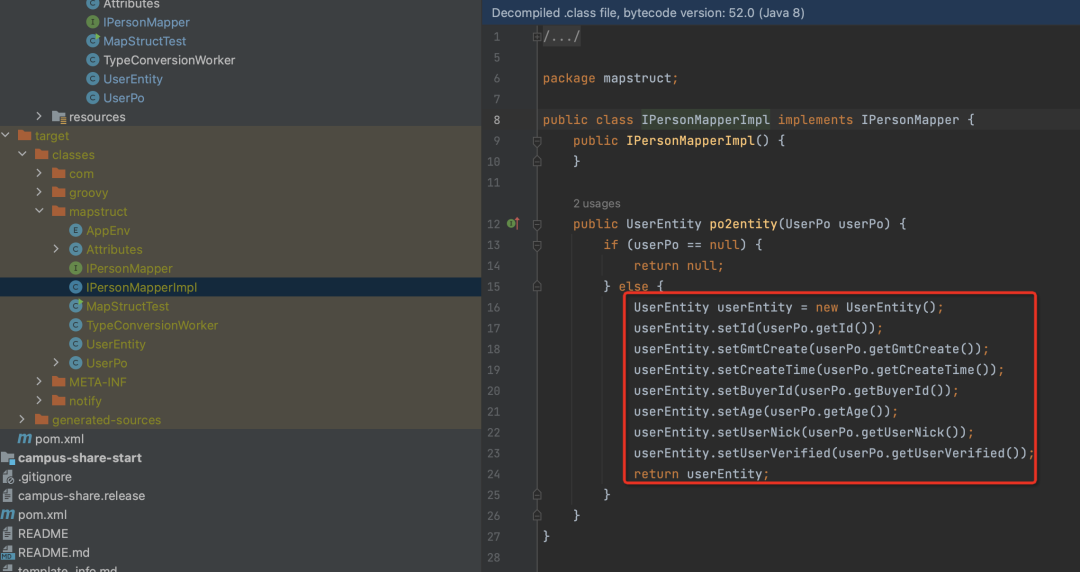 Attributes
IPersonMapper
MapStructTest
TypeConversionWorker
UserEntity
UserPo
resources
target
classes
com
groovy
mapstruct
AppEnv
Attributes
IPersonMapper
IPersonMapperImpl
MapStructTest
TypeConversionWorker
UserEntity
UserPo
META-INF
notify
generated-sources
pom.xml
campus-share-start
.gitignore
campus-share.release
pom.xml
README
README.md
template_info.md
Decompiled .class file, bytecode version: 52.0 (Java 8)
1 /.../
5
6 package mapstruct;
7
8 public class IPersonMapperImpl implements IPersonMapper {
9 public IPersonMapperImpl() {
10 }
11
2 usages
12 public UserEntity po2entity(UserPo userPo) {
13 if (userPo == null) {
14 return null;
15 } else {
16 UserEntity userEntity = new UserEntity();
17 userEntity.setId(userPo.getId());
18 userEntity.setGmtCreate(userPo.getGmtCreate());
19 userEntity.setCreateTime(userPo.getCreateTime());
20 userEntity.setBuyerId(userPo.getBuyerId());
21 userEntity.setAge(userPo.getAge());
22 userEntity.setUserNick(userPo.getUserNick());
23 userEntity.setUserVerified(userPo.getUserVerified());
24 return userEntity;
25 }
26 }
27 }
28